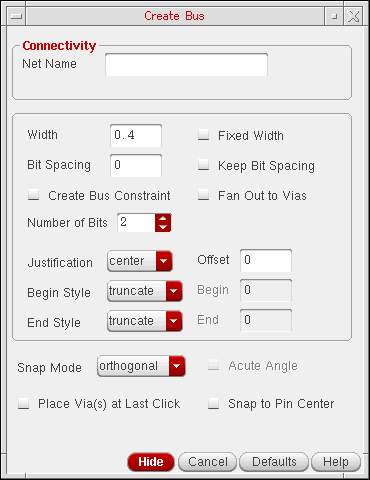 Create Bus
Connectivity
Net Name
Width 0.4 Fixed Width
Bit Spacing 0 Keep Bit Spacing
Create Bus Constraint Fan Out to Vias
Number of Bits 2
Justification center Offset 0
Begin Style truncate Begin 0
End Style truncate End 0
Snap Mode orthogonal Acute Angle
Place Via(s) at Last Click Snap to Pin Center
Hide Cancel Defaults Help